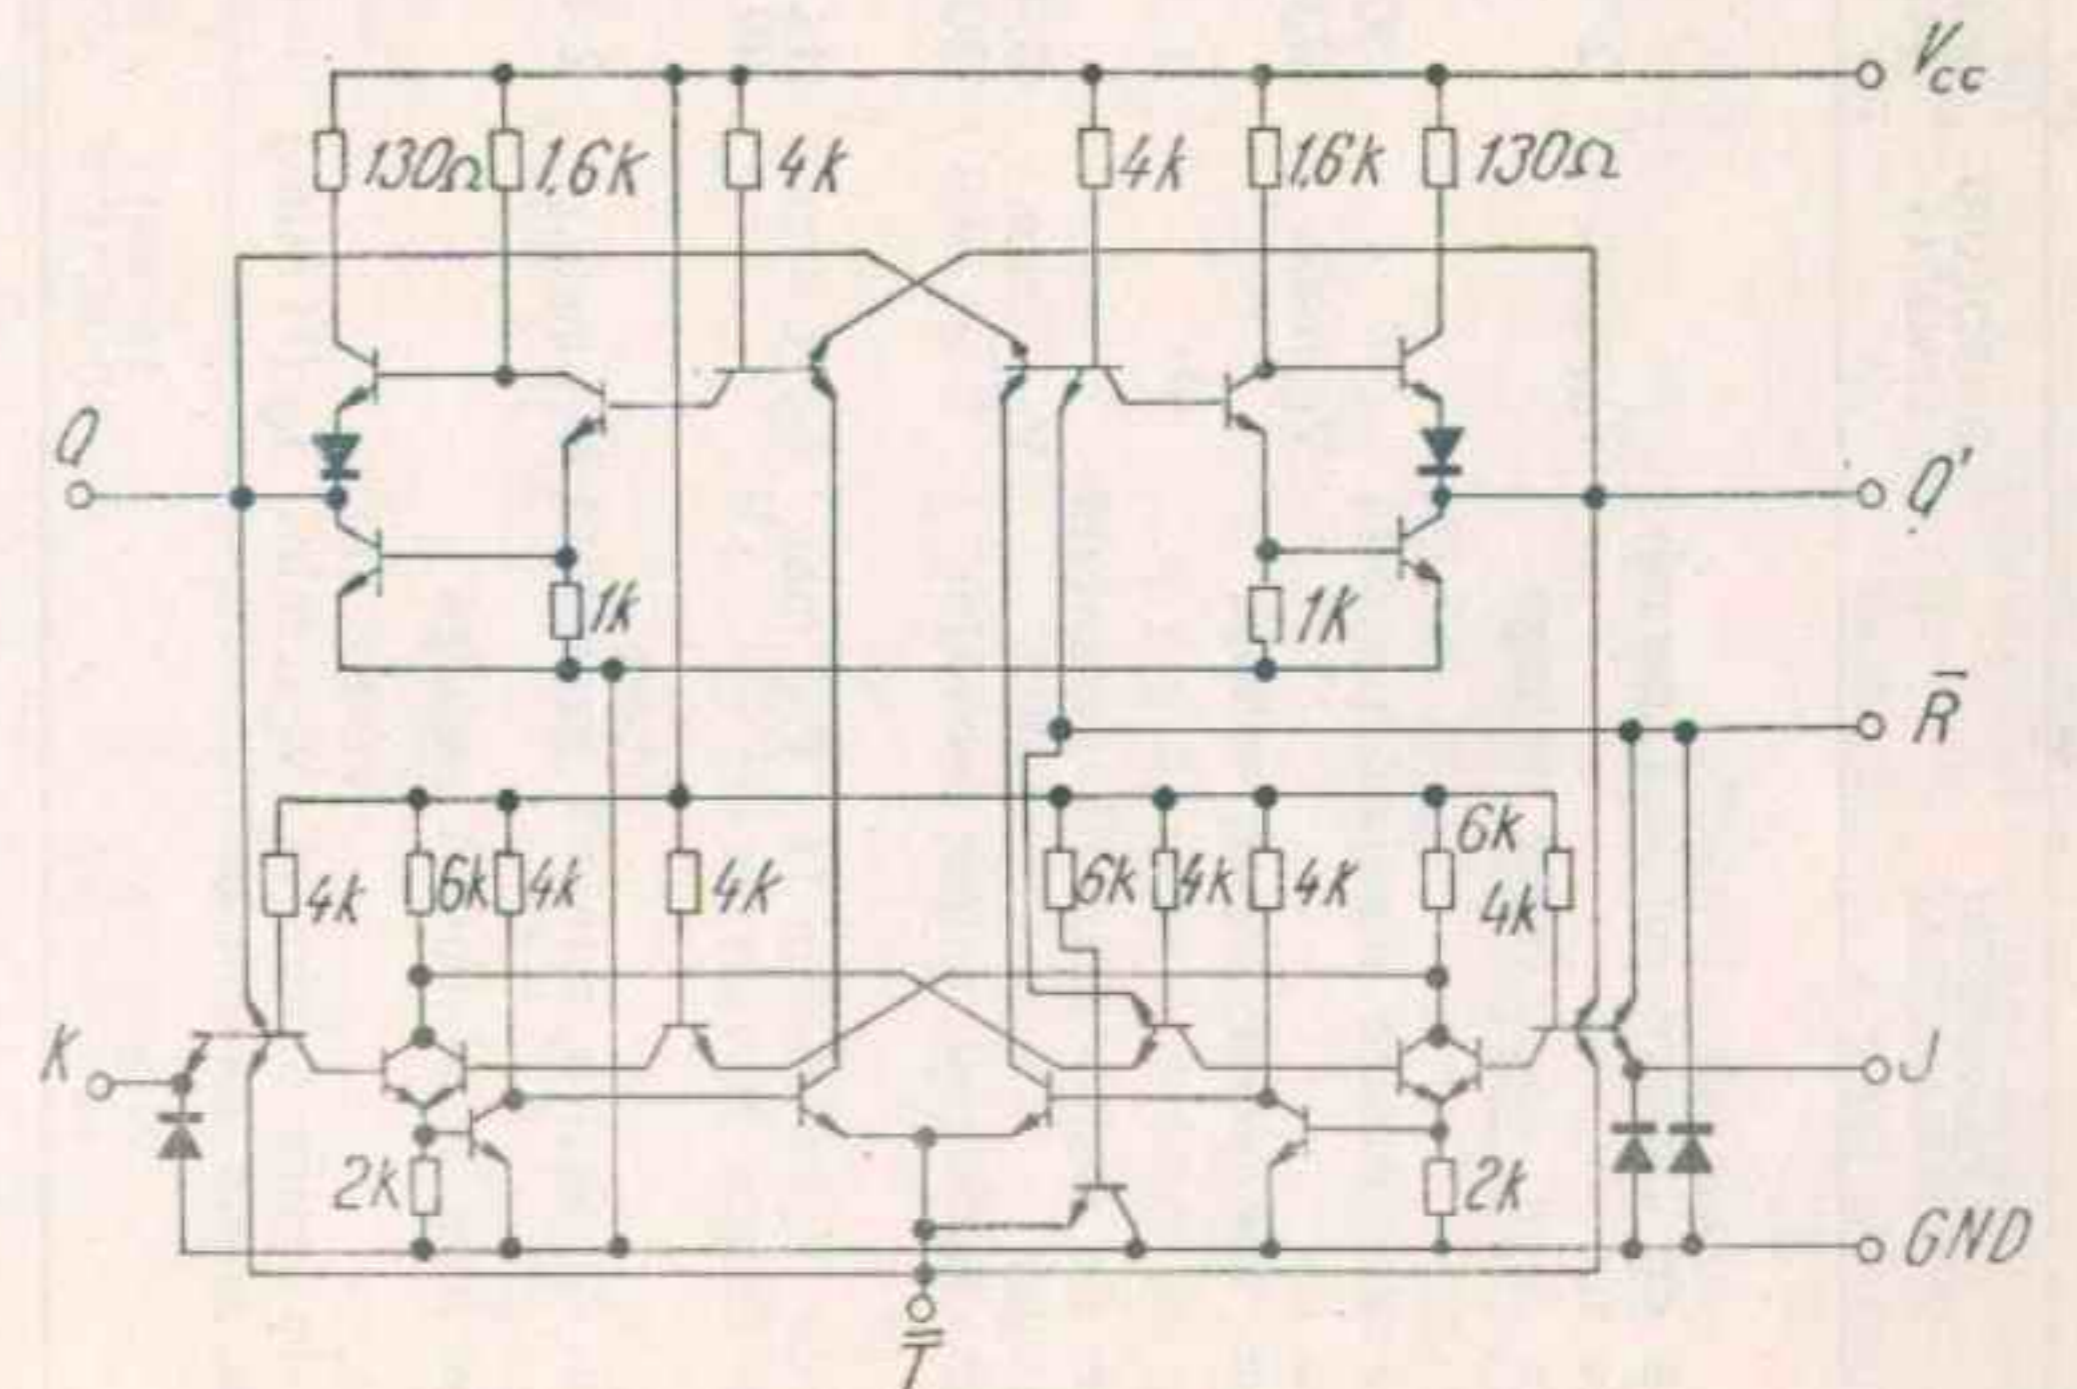 Vcc
130Ω 1.6k 4k 4k 1.6k 130Ω
Q Q'
1k 1k
R̄
6k
4k 6k 4k 4k 6k 4k 4k 4k
K J
2k 2k
GND
T̿